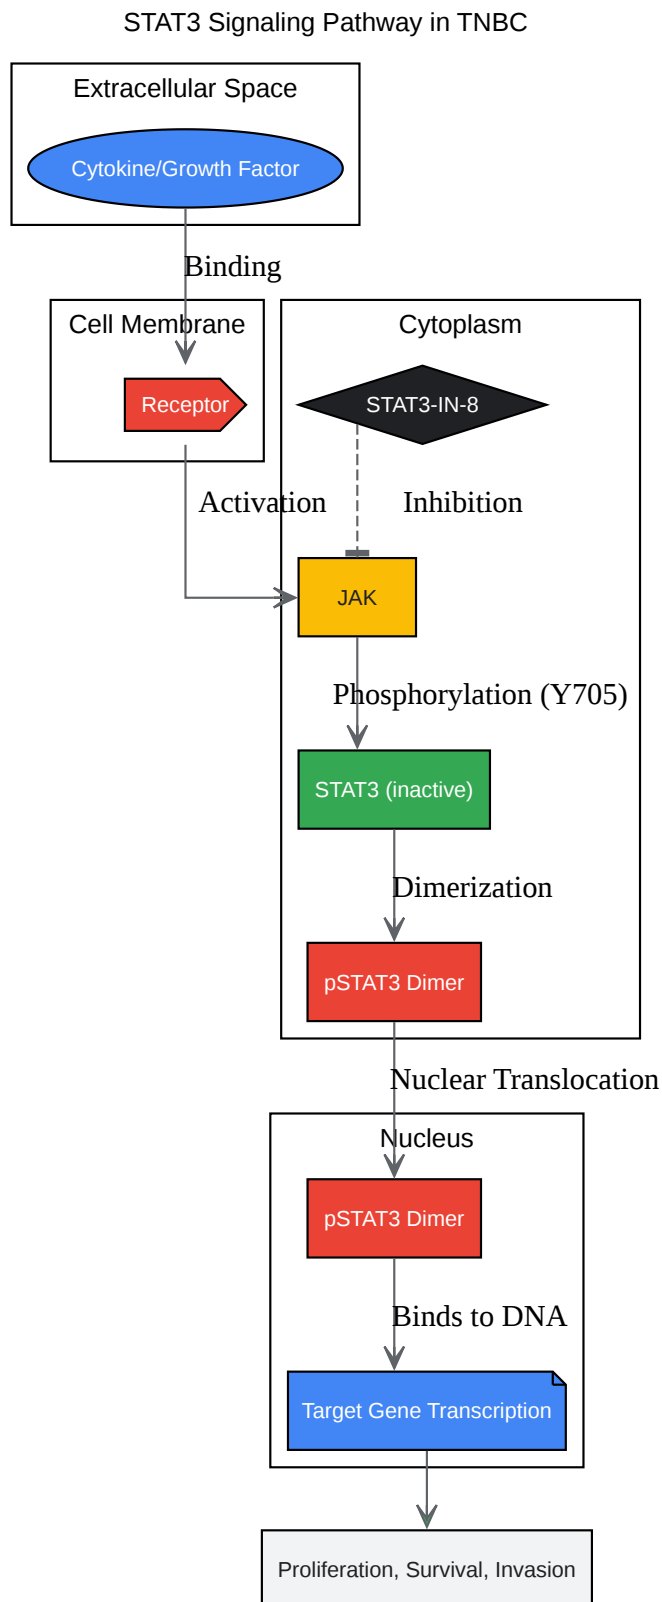 STAT3 Signaling Pathway in TNBC
Extracellular Space
Cytokine/Growth Factor
Binding
Cell Membrane
Receptor
Cytoplasm
STAT3-IN-8
Activation
Inhibition
JAK
Phosphorylation (Y705)
STAT3 (inactive)
Dimerization
pSTAT3 Dimer
Nuclear Translocation
Nucleus
pSTAT3 Dimer
Binds to DNA
Target Gene Transcription
Proliferation, Survival, Invasion